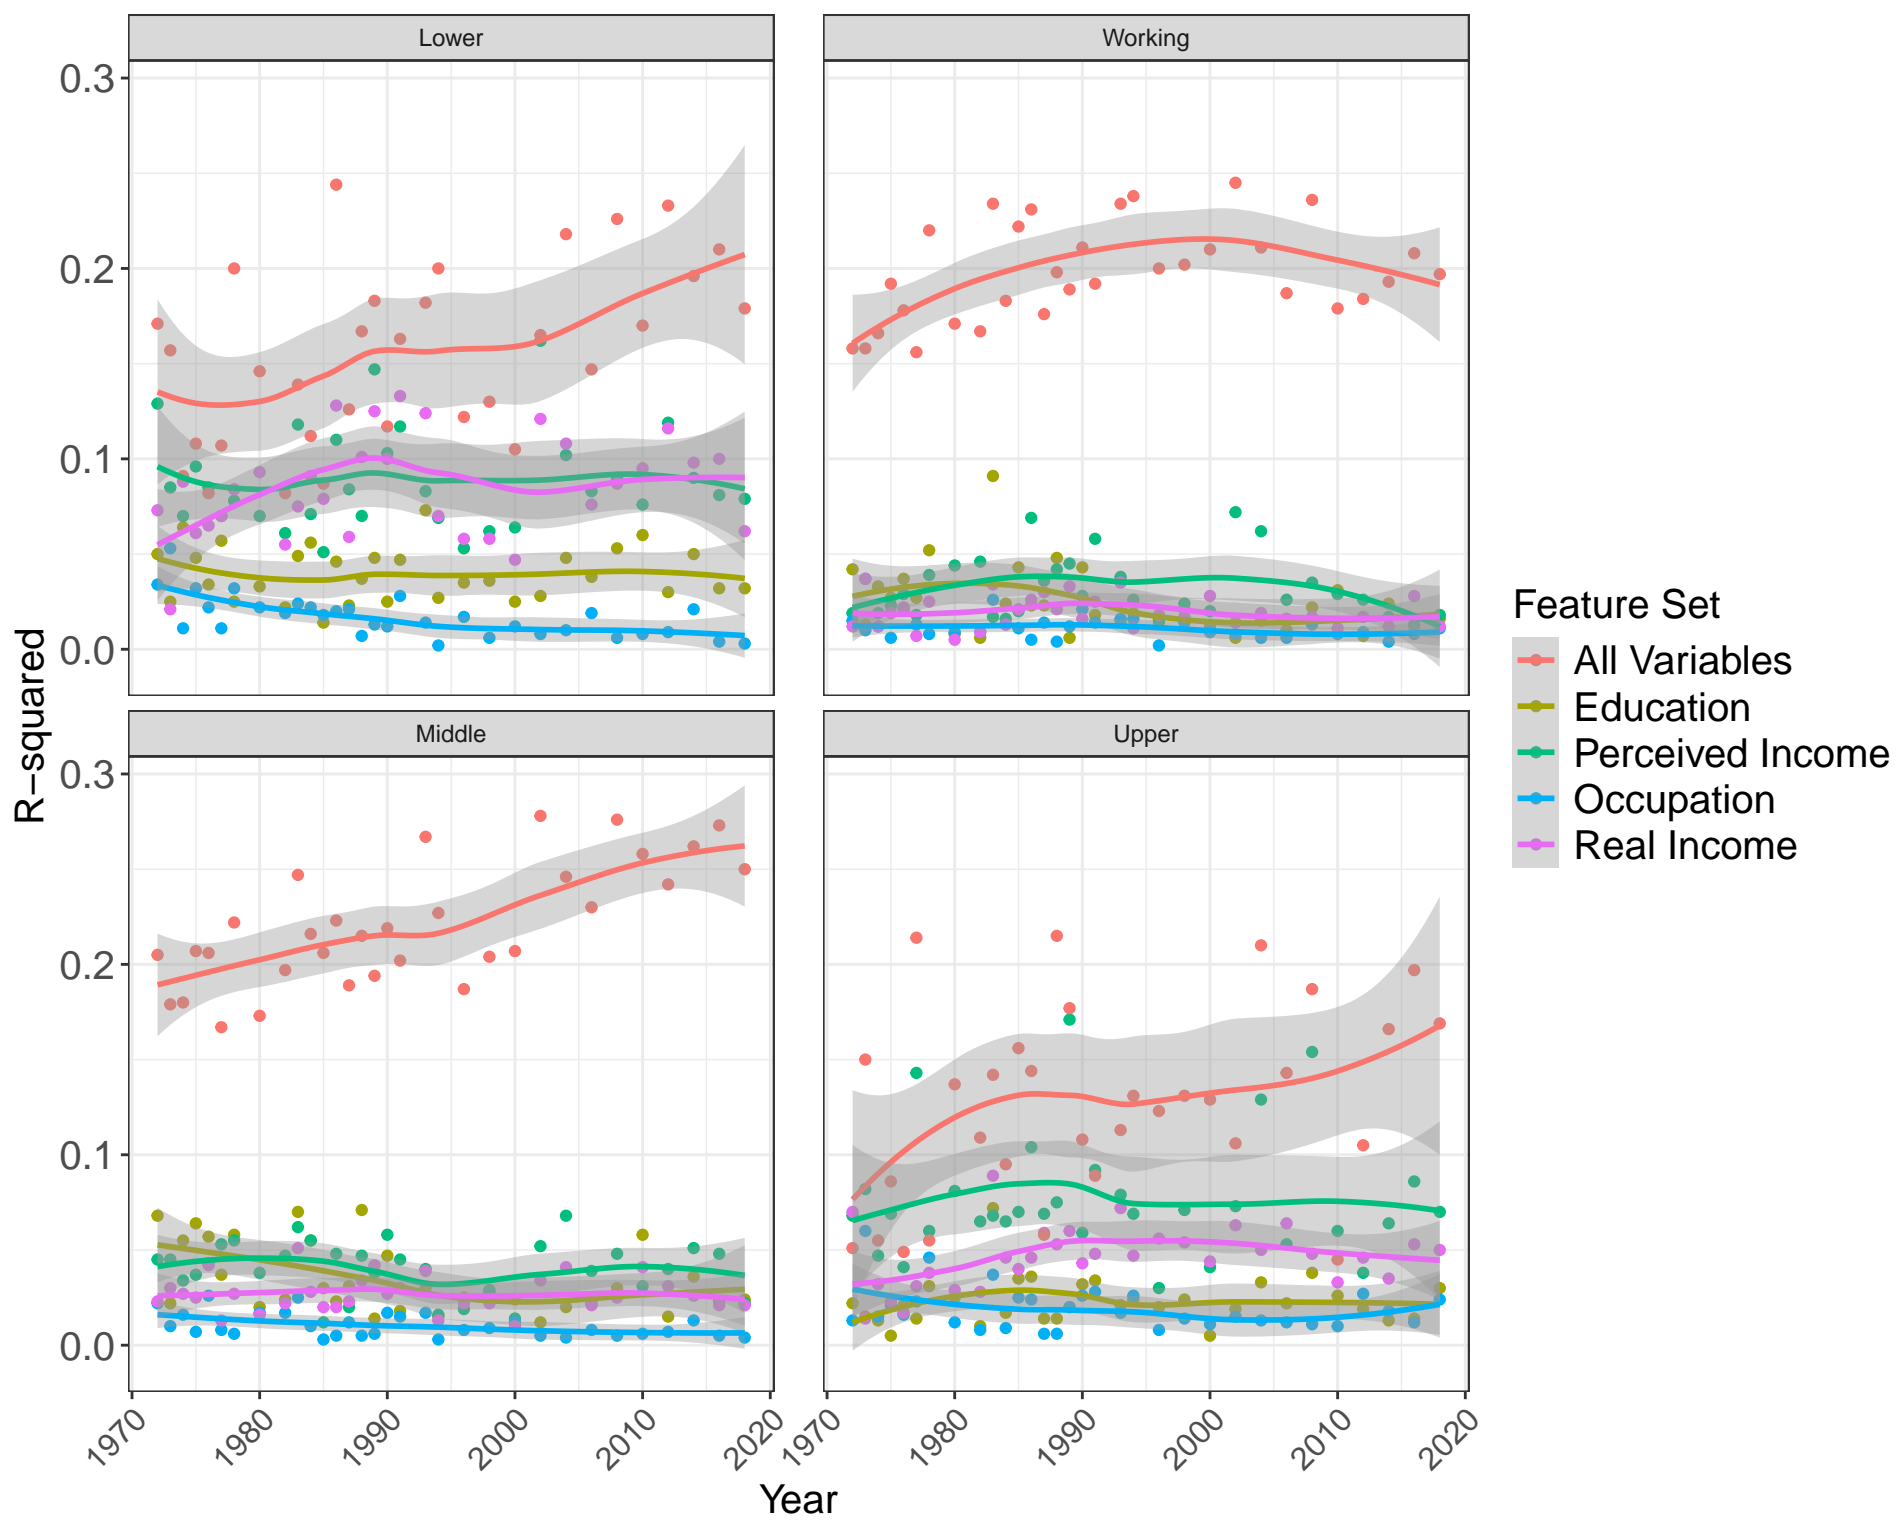 Lower
Working
0.3
0.2
0.1
0.0
R−squared
Middle
Upper
0.3
0.2
0.1
0.0
1970
1980
1990
2000
2010
2020
1970
1980
1990
2000
2010
2020
Year
Feature Set
All Variables
Education
Perceived Income
Occupation
Real Income